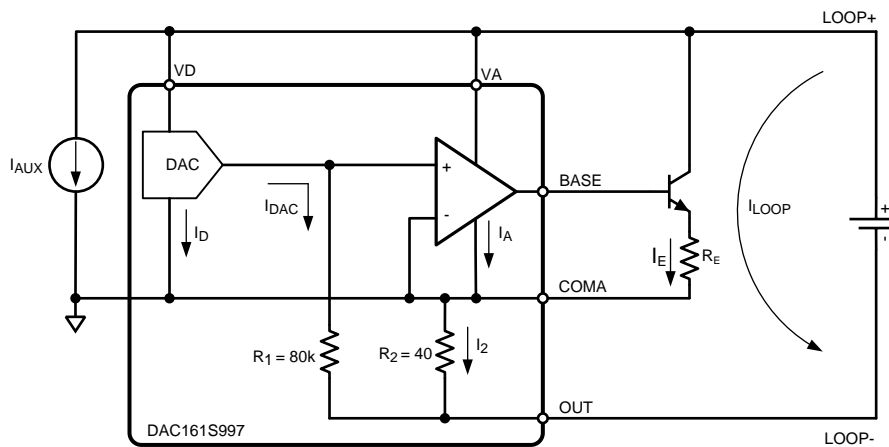 LOOP+
VD
VA
DAC
+
-
BASE
IAUX
IDAC
ID
IA
IE
RE
ILOOP
+
-
COMA
R1 = 80k
R2 = 40
I2
OUT
DAC161S997
LOOP-